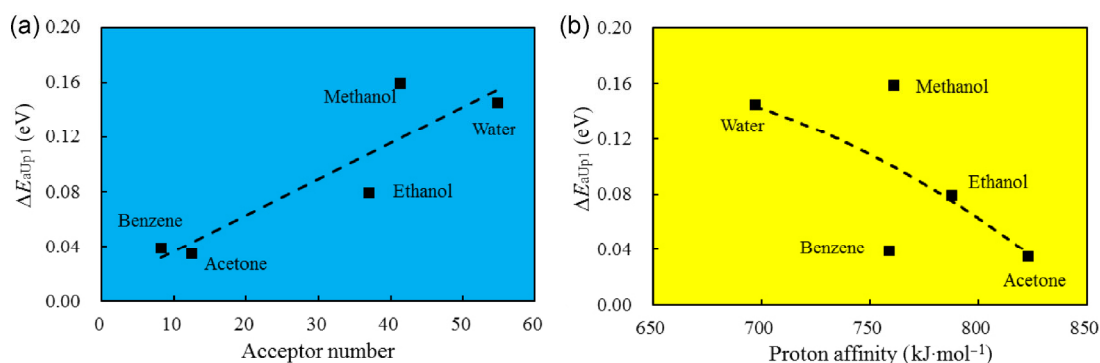 (a)
0.20
0.16
0.12
0.08
0.04
0.00
ΔEaUp1 (eV)
Methanol
Water
Ethanol
Benzene
Acetone
0 10 20 30 40 50 60
Acceptor number
(b)
0.20
0.16
0.12
0.08
0.04
0.00
ΔEaUp1 (eV)
Methanol
Water
Ethanol
Benzene
Acetone
650 700 750 800 850
Proton affinity (kJ·mol⁻¹)